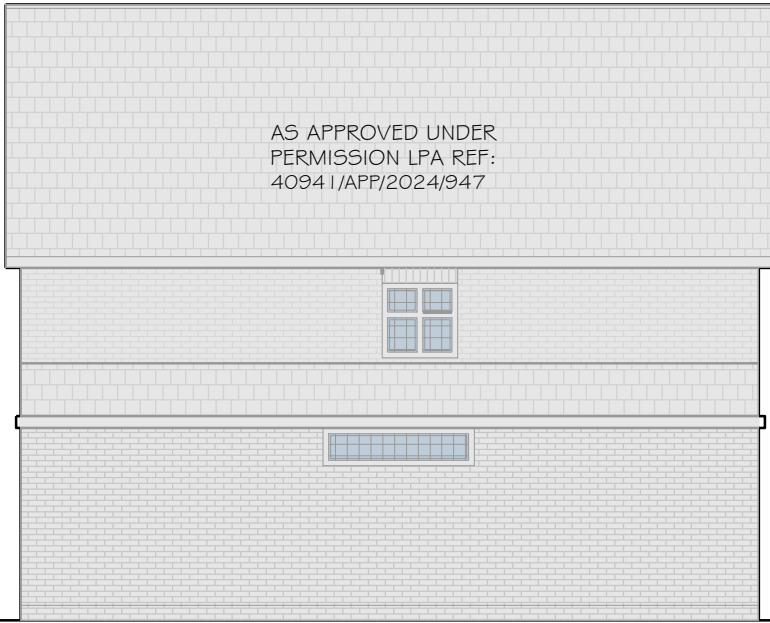 AS APPROVED UNDER
PERMISSION LPA REF:
40941/APP/2024/947